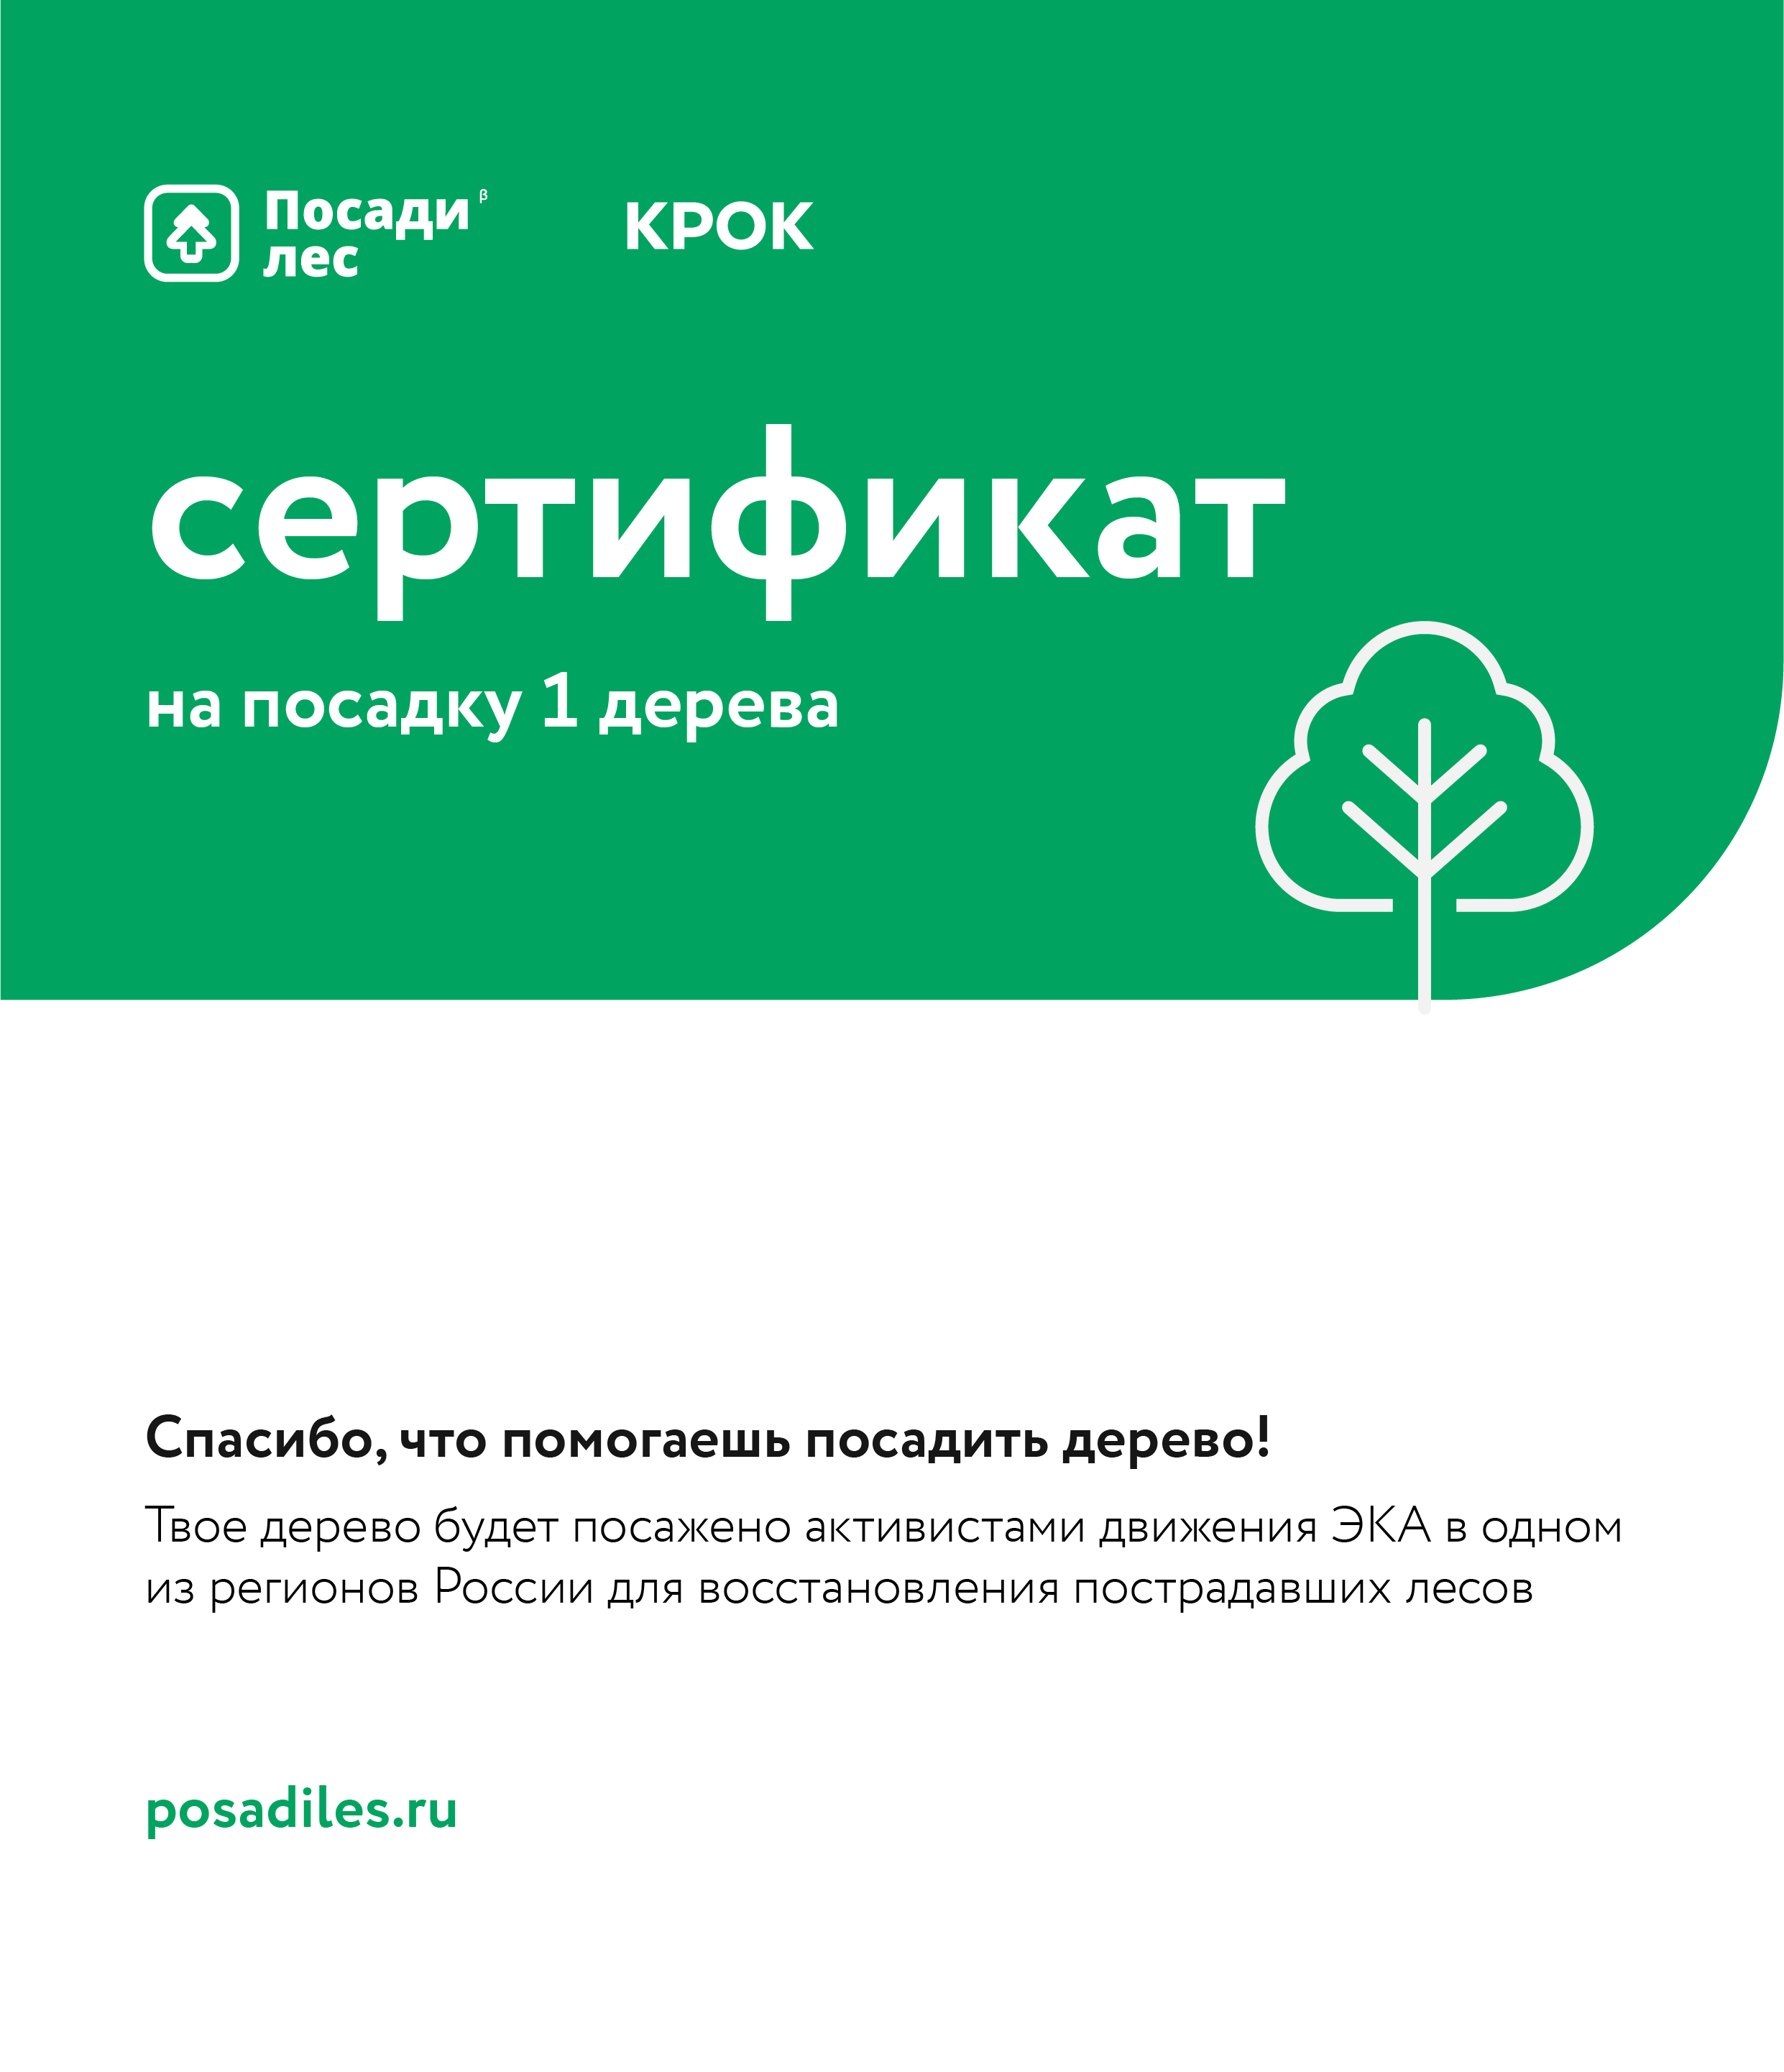 Посади β
лес
КРОК
сертификат
на посадку 1 дерева
Спасибо, что помогаешь посадить дерево!
Твое дерево будет посажено активистами движения ЭКА в одном
из регионов России для восстановления пострадавших лесов
posadiles.ru